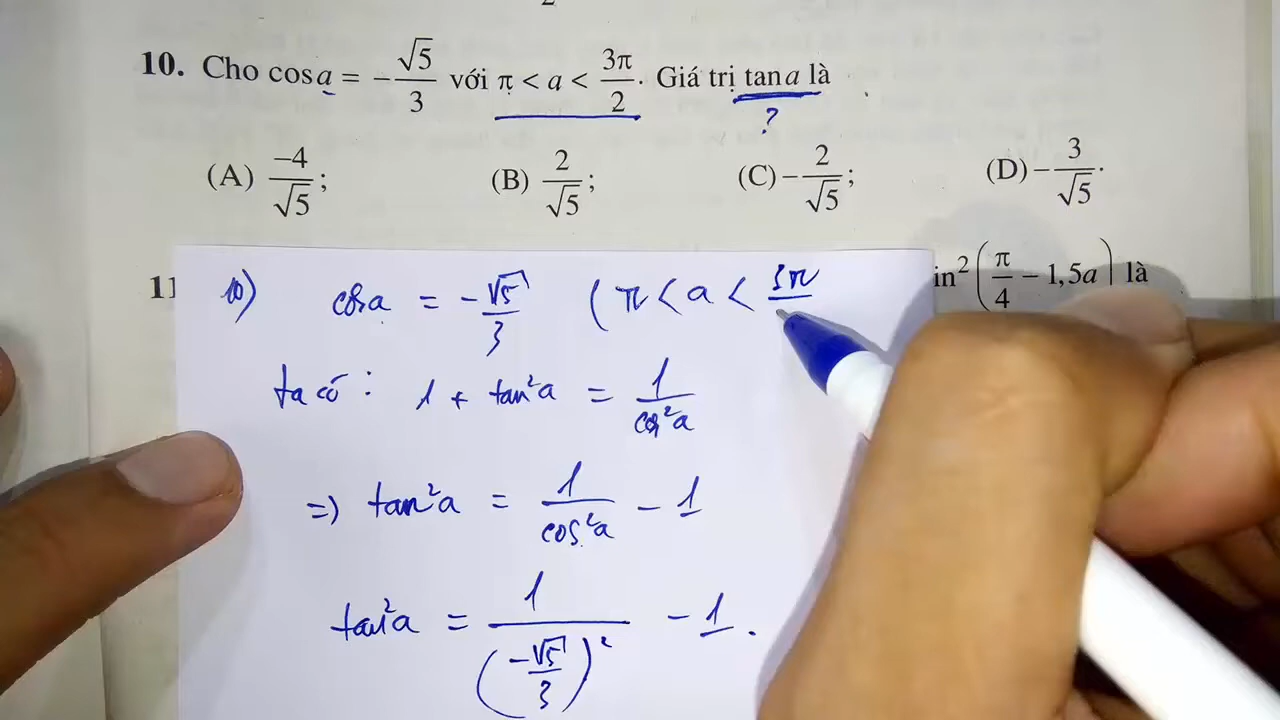 10. Cho cos a = −√5/3 với π < a < 3π/2. Giá trị tan a là
?
(A) −4/√5; (B) 2/√5; (C) −2/√5; (D) −3/√5.
11
in²(π/4 − 1,5a) là
10) cosa = −√5/3 (π < a < 3π
ta có : 1 + tan²a = 1/cos²a
=) tan²a = 1/cos²a − 1
tan²a = 1/(−√5/3)² − 1.